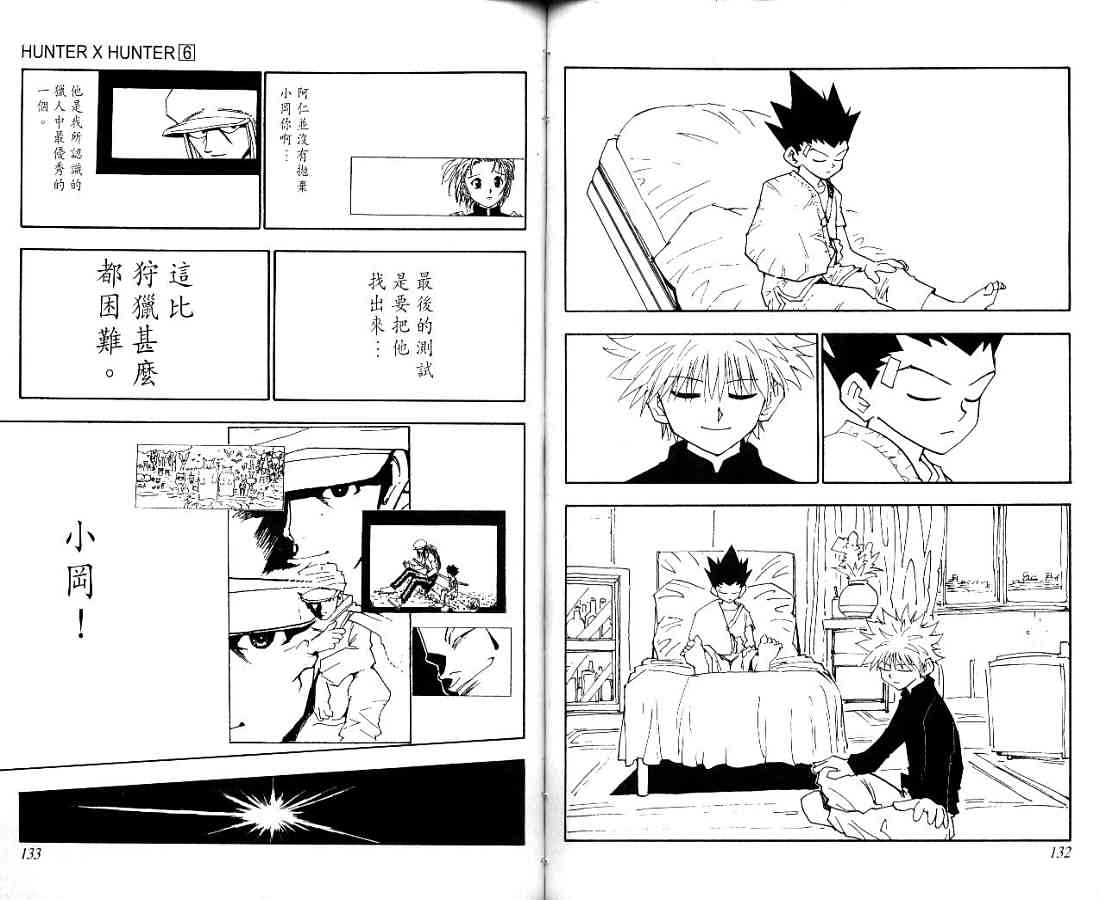 HUNTER X HUNTER 6
阿仁並沒有拋棄
小岡你啊…
他是我所認識的
獵人中最優秀的
一個。
最後的測試
是要把他
找出來…
這比
狩獵甚麼
都困難。
小岡！
133
132